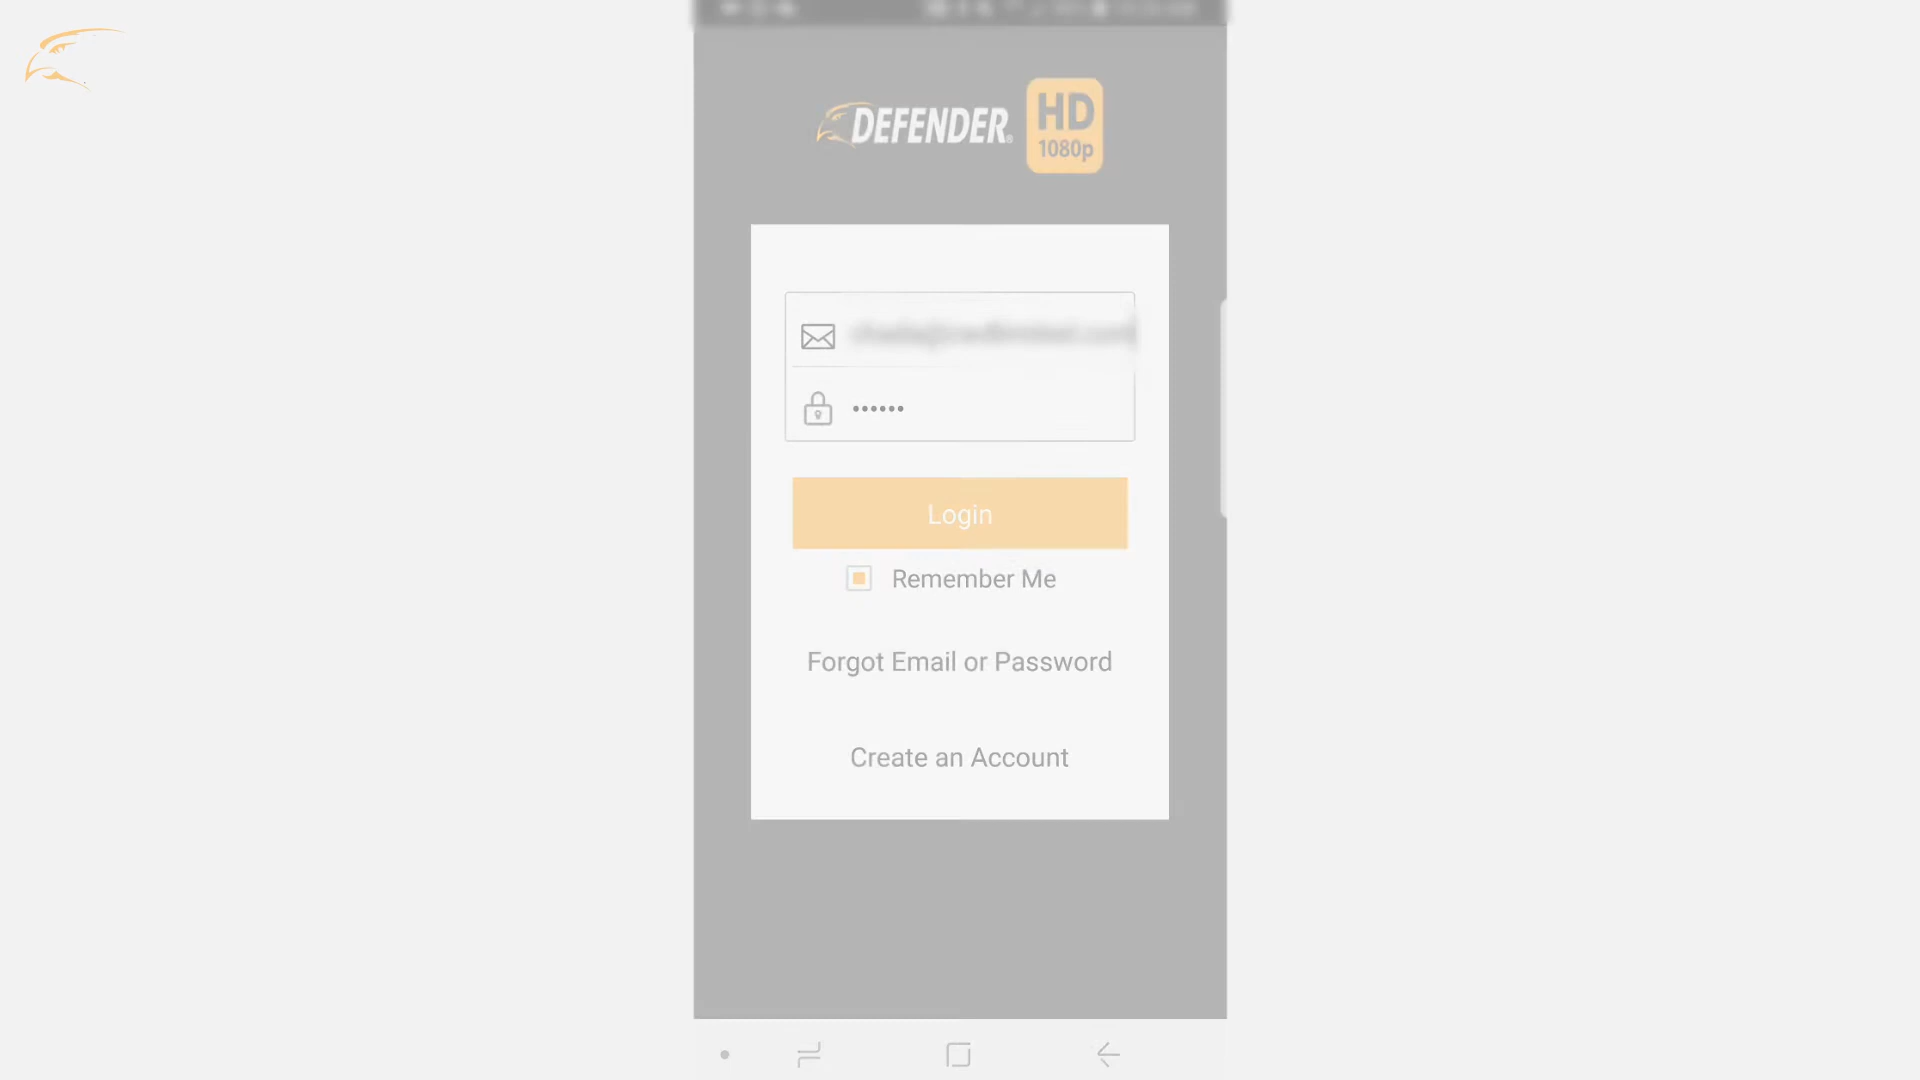 DEFENDER®
HD
1080p
••••••
Login
Remember Me
Forgot Email or Password
Create an Account